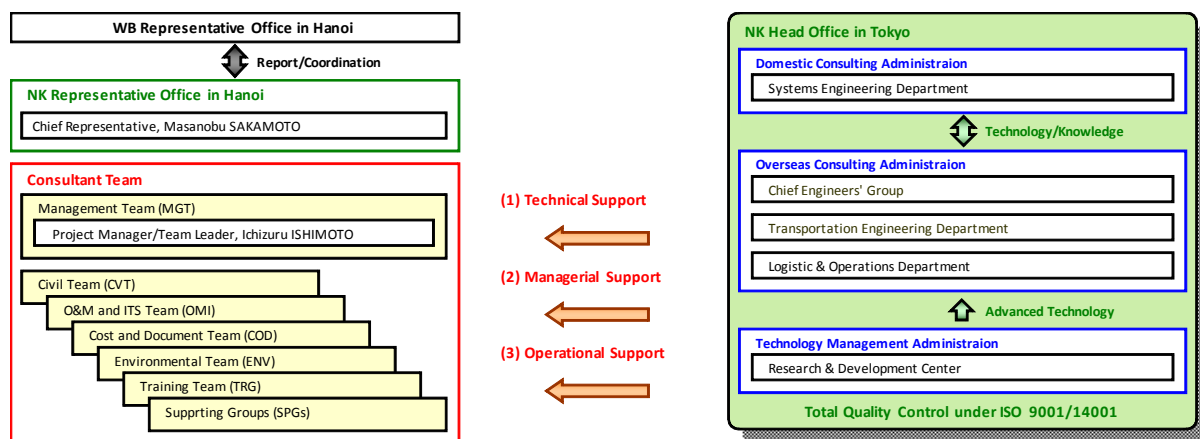 WB Representative Office in Hanoi
Report/Coordination
NK Representative Office in Hanoi
Chief Representative, Masanobu SAKAMOTO
Consultant Team
Management Team (MGT)
Project Manager/Team Leader, Ichizuru ISHIMOTO
Civil Team (CVT)
O&M and ITS Team (OMI)
Cost and Document Team (COD)
Environmental Team (ENV)
Training Team (TRG)
Supprting Groups (SPGs)
(1) Technical Support
(2) Managerial Support
(3) Operational Support
NK Head Office in Tokyo
Domestic Consulting Administraion
Systems Engineering Department
Technology/Knowledge
Overseas Consulting Administraion
Chief Engineers' Group
Transportation Engineering Department
Logistic & Operations Department
Advanced Technology
Technology Management Administraion
Research & Development Center
Total Quality Control under ISO 9001/14001